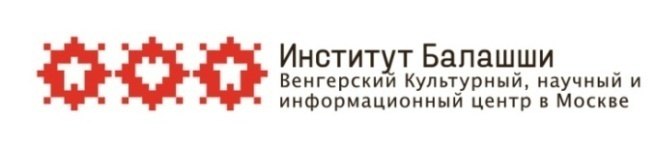 Институт Балашши
Венгерский Культурный, научный и
информационный центр в Москве